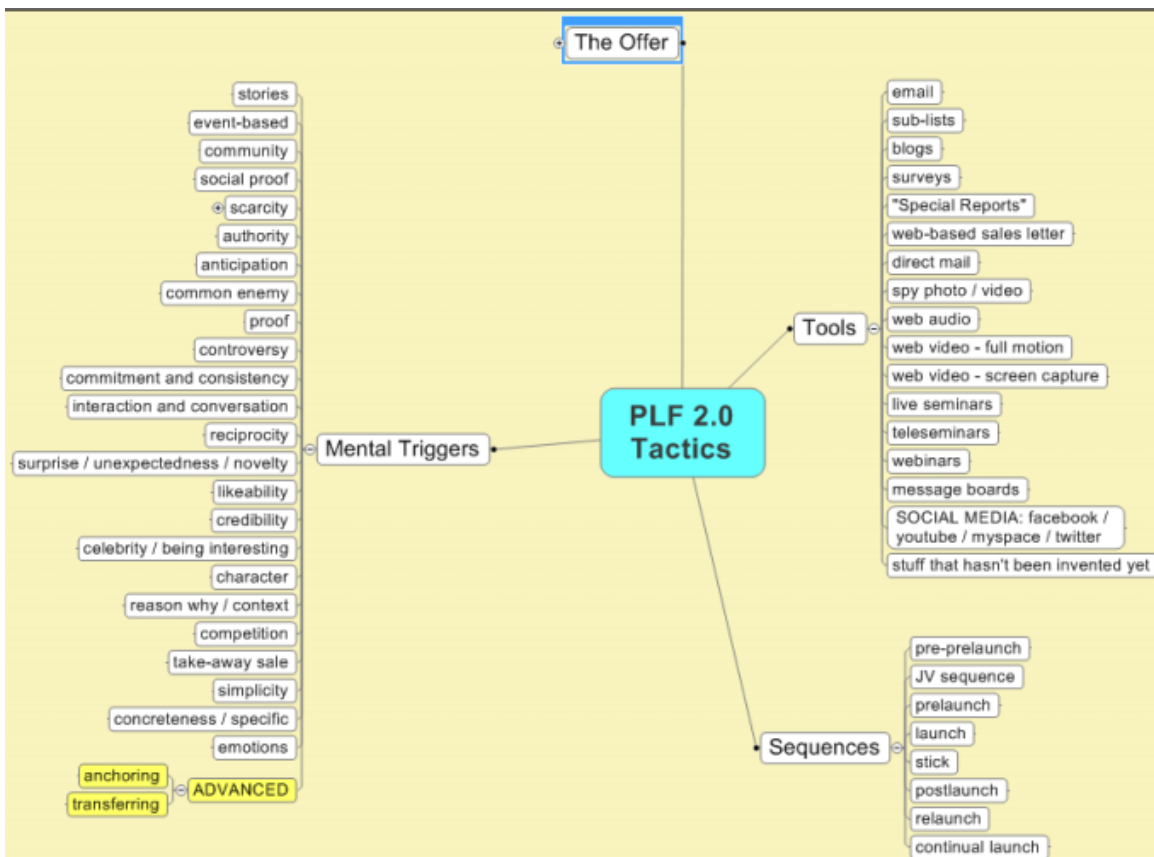 The Offer
stories
event-based
community
social proof
scarcity
authority
anticipation
common enemy
proof
controversy
commitment and consistency
interaction and conversation
reciprocity
surprise / unexpectedness / novelty
likeability
credibility
celebrity / being interesting
character
reason why / context
competition
take-away sale
simplicity
concreteness / specific
emotions
anchoring
transferring
ADVANCED
Mental Triggers
PLF 2.0
Tactics
Tools
email
sub-lists
blogs
surveys
"Special Reports"
web-based sales letter
direct mail
spy photo / video
web audio
web video - full motion
web video - screen capture
live seminars
teleseminars
webinars
message boards
SOCIAL MEDIA: facebook /
youtube / myspace / twitter
stuff that hasn't been invented yet
Sequences
pre-prelaunch
JV sequence
prelaunch
launch
stick
postlaunch
relaunch
continual launch